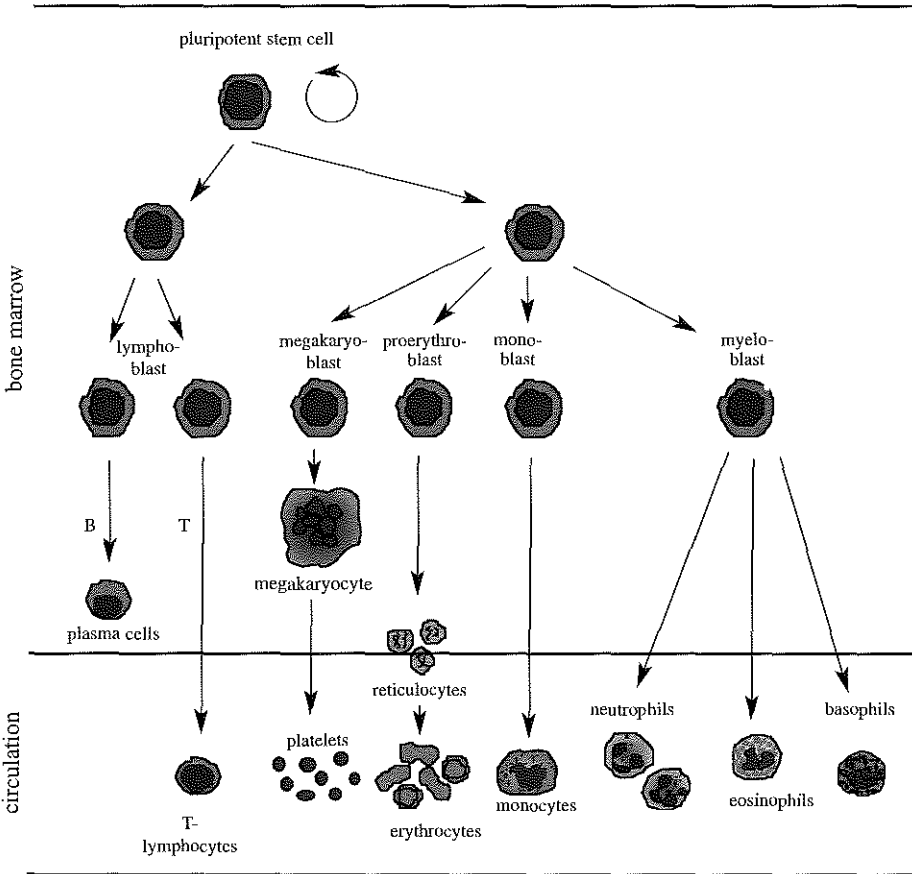 pluripotent stem cell
bone marrow
lympho-
blast
megakaryo-
blast
proerythro-
blast
mono-
blast
myelo-
blast
B
T
megakaryocyte
plasma cells
reticulocytes
circulation
neutrophils
basophils
platelets
eosinophils
monocytes
erythrocytes
T-
lymphocytes